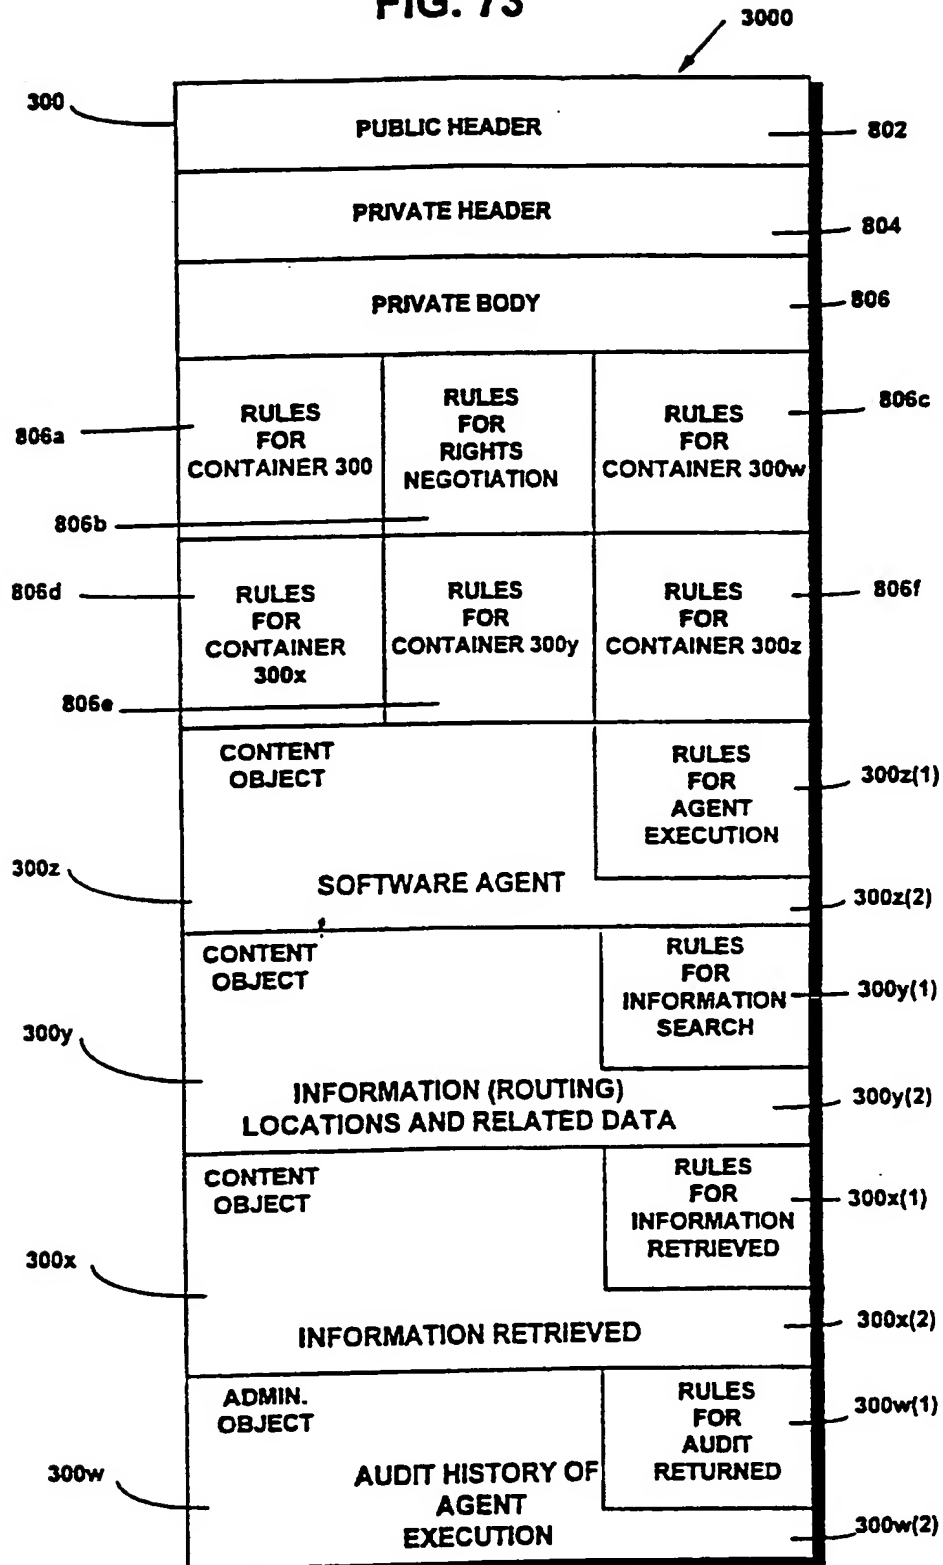 FIG. 73
3000
300
PUBLIC HEADER
802
PRIVATE HEADER
804
PRIVATE BODY
806
806a
RULES
FOR
CONTAINER 300
806b
RULES
FOR
RIGHTS
NEGOTIATION
RULES
FOR
CONTAINER 300w
806c
806d
RULES
FOR
CONTAINER
300x
806e
RULES
FOR
CONTAINER 300y
RULES
FOR
CONTAINER 300z
806f
CONTENT
OBJECT
RULES
FOR
AGENT
EXECUTION
300z(1)
300z
SOFTWARE AGENT
300z(2)
CONTENT
OBJECT
RULES
FOR
INFORMATION
SEARCH
300y(1)
300y
INFORMATION (ROUTING)
LOCATIONS AND RELATED DATA
300y(2)
CONTENT
OBJECT
RULES
FOR
INFORMATION
RETRIEVED
300x(1)
300x
INFORMATION RETRIEVED
300x(2)
ADMIN.
OBJECT
RULES
FOR
AUDIT
RETURNED
300w(1)
300w
AUDIT HISTORY OF
AGENT
EXECUTION
300w(2)